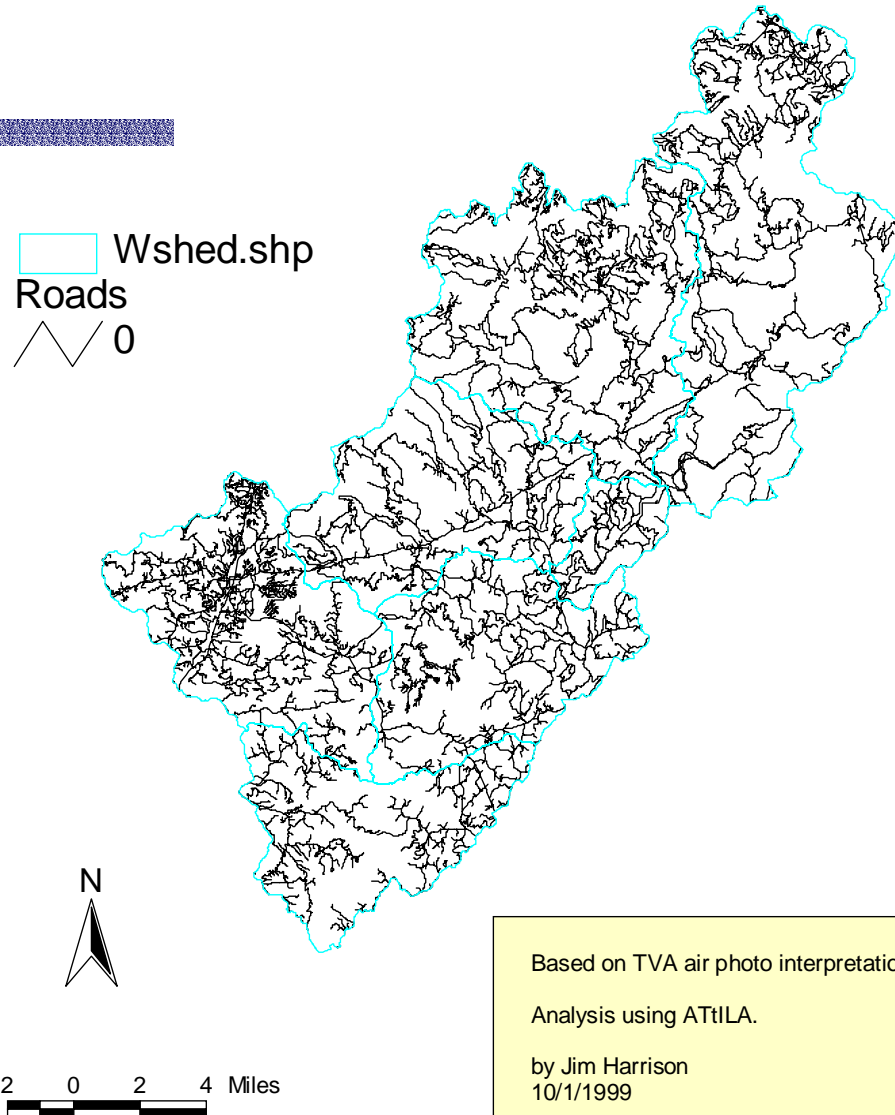 Wshed.shp
Roads
0
N
2 0 2 4 Miles
Based on TVA air photo
Analysis using ATtILA.
by Jim Harrison
10/1/1999